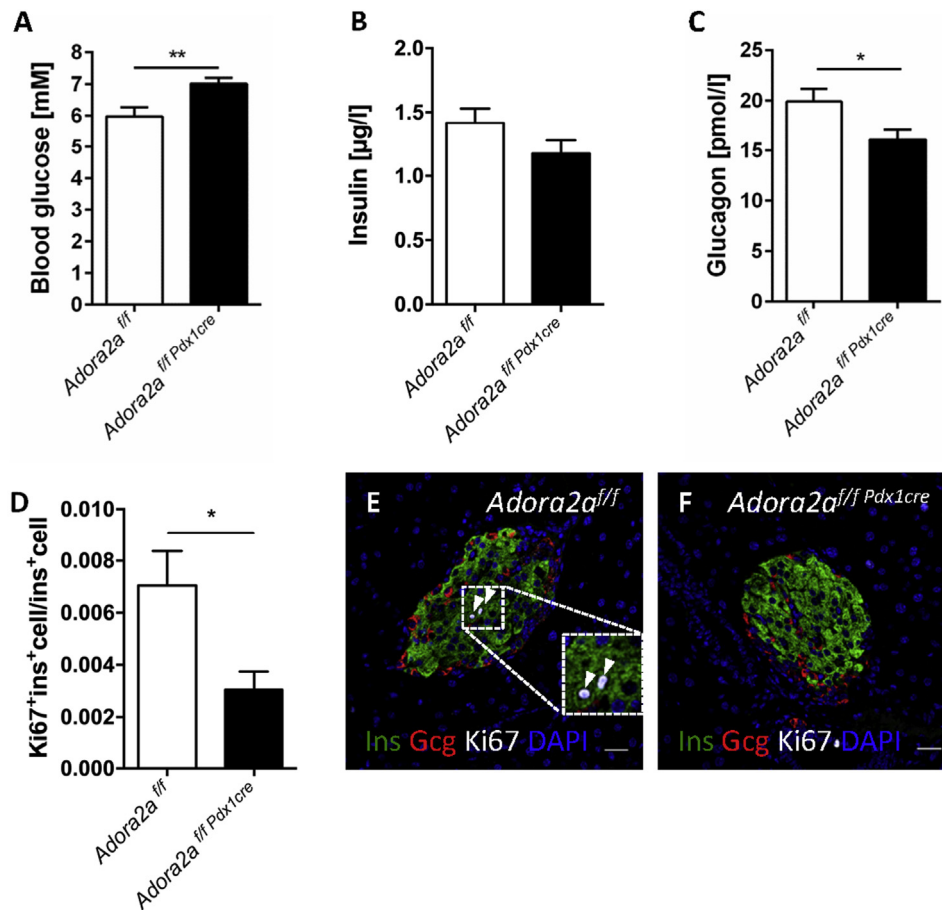 A
Blood glucose [mM]
8
7
6
5
4
3
2
1
0
**
Adora2a f/f
Adora2a f/f Pdx1cre
B
Insulin [µg/l]
2.0
1.5
1.0
0.5
0.0
Adora2a f/f
Adora2a f/f Pdx1cre
C
Glucagon [pmol/l]
25
20
15
10
5
0
*
Adora2a f/f
Adora2a f/f Pdx1cre
D
Ki67+ins+cell/ins+cell
0.010
0.008
0.006
0.004
0.002
0.000
*
Adora2a f/f
Adora2a f/f Pdx1cre
E
Adora2a f/f
Ins Gcg Ki67 DAPI
F
Adora2a f/f Pdx1cre
Ins Gcg Ki67 DAPI